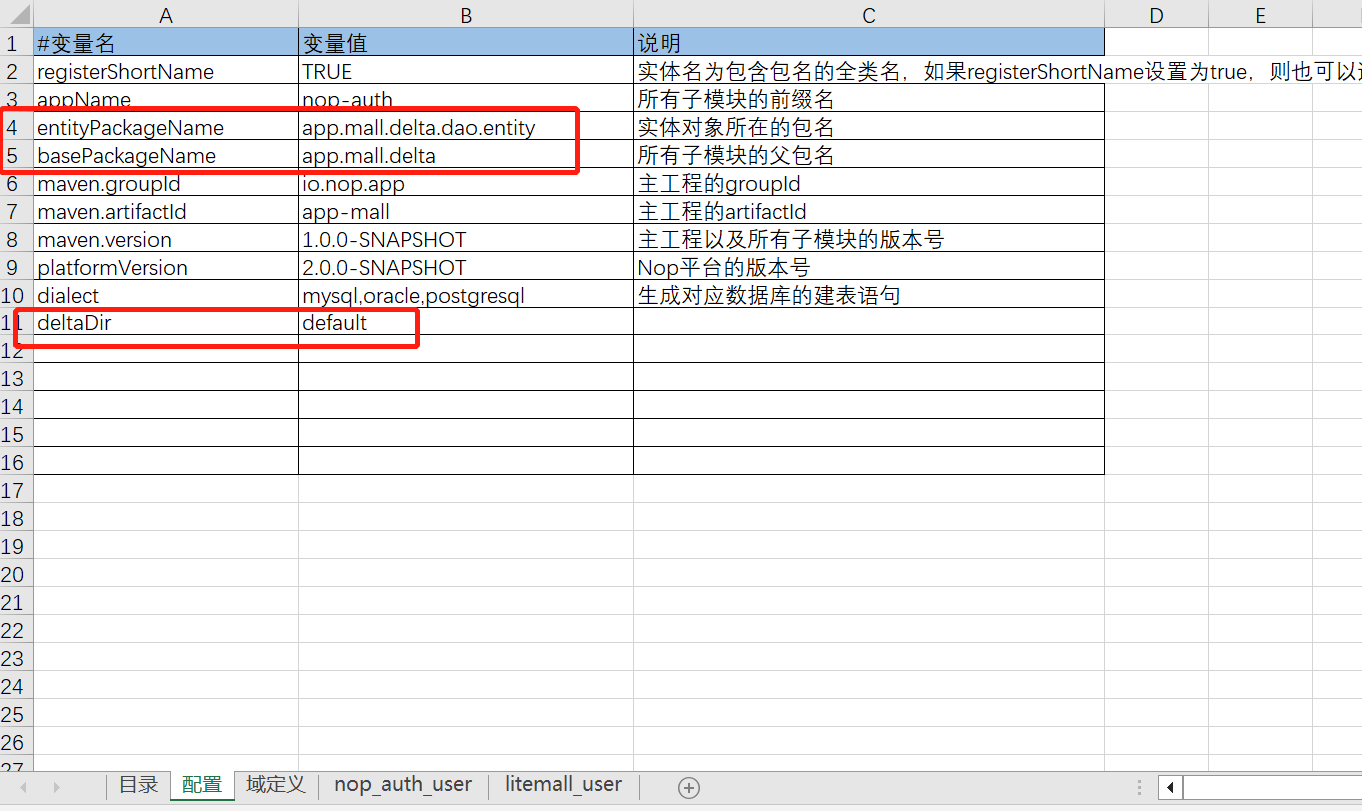 A B C D E
1 #变量名 变量值 说明
2 registerShortName TRUE 实体名为包含包名的全类名，如果registerShortName设置为true，则也可以
3 appName nop-auth 所有子模块的前缀名
4 entityPackageName app.mall.delta.dao.entity 实体对象所在的包名
5 basePackageName app.mall.delta 所有子模块的父包名
6 maven.groupId io.nop.app 主工程的groupId
7 maven.artifactId app-mall 主工程的artifactId
8 maven.version 1.0.0-SNAPSHOT 主工程以及所有子模块的版本号
9 platformVersion 2.0.0-SNAPSHOT Nop平台的版本号
10 dialect mysql,oracle,postgresql 生成对应数据库的建表语句
11 deltaDir default
12
13
14
15
16
17
18
19
20
21
22
23
24
25
26
27
目录 配置 域定义 nop_auth_user litemall_user